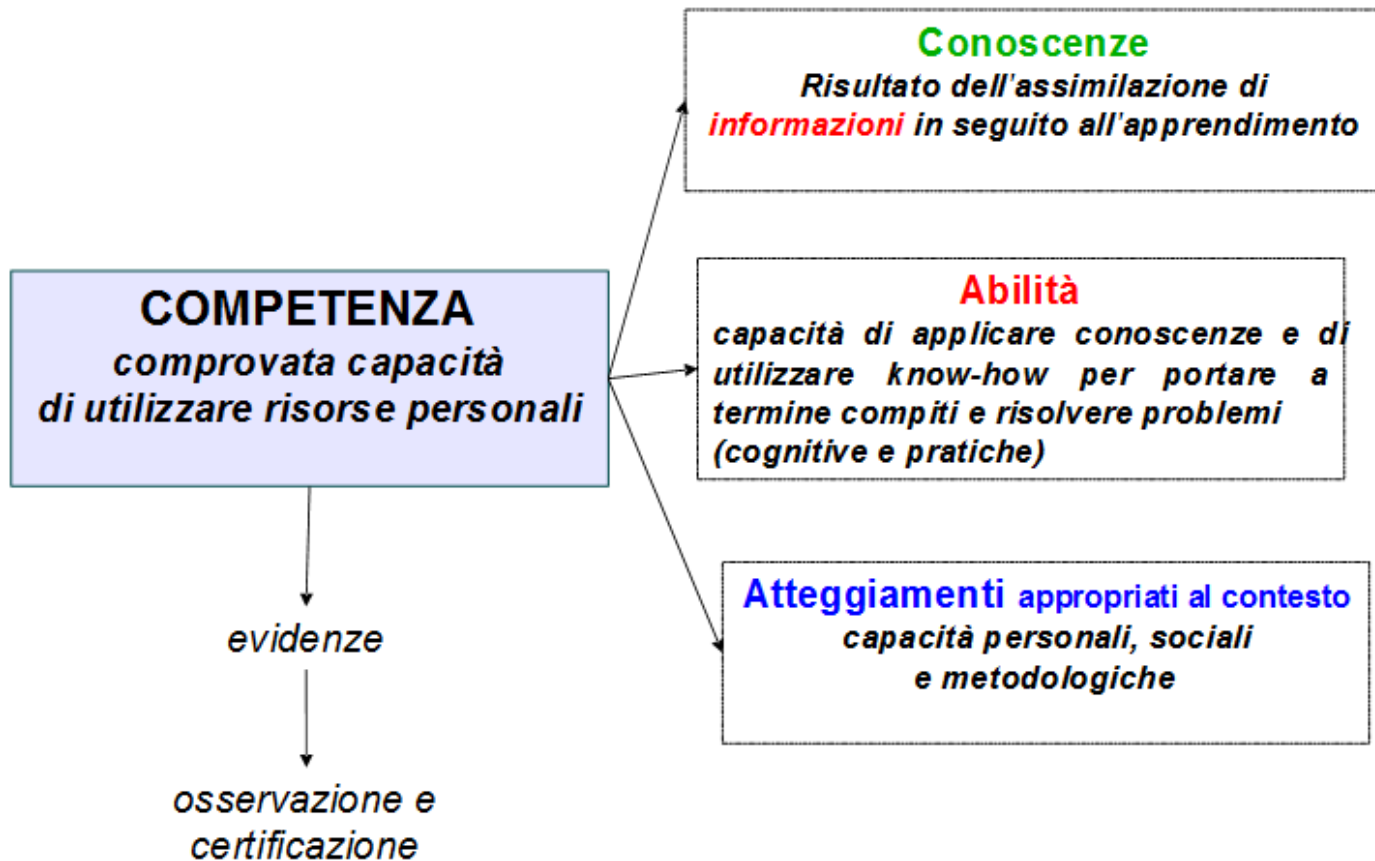 Conoscenze
Risultato dell'assimilazione di
informazioni in seguito all'apprendimento
COMPETENZA
comprovata capacità
di utilizzare risorse personali
Abilità
capacità di applicare conoscenze e di
utilizzare know-how per portare a
termine compiti e risolvere problemi
(cognitive e pratiche)
Atteggiamenti appropriati al contesto
capacità personali, sociali
e metodologiche
evidenze
osservazione e
certificazione